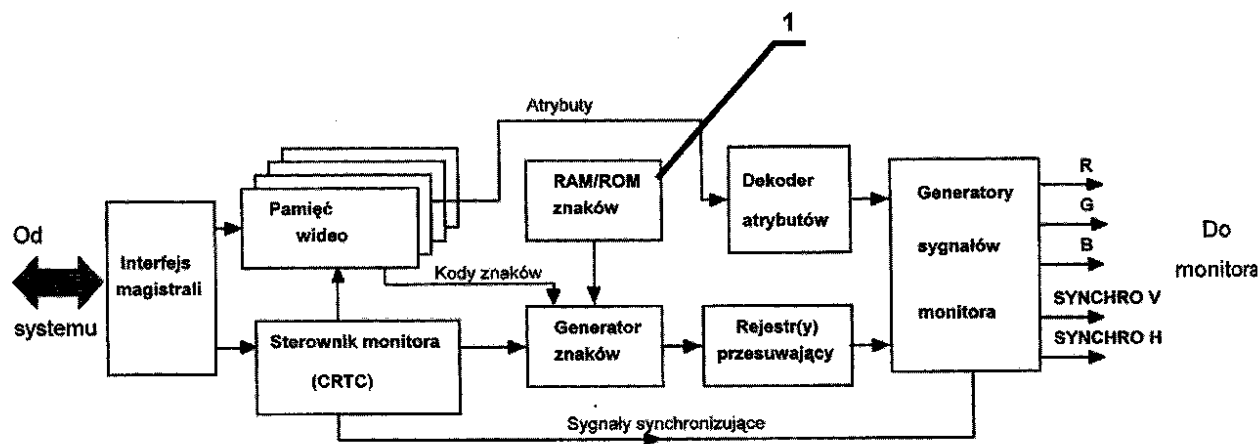 1
Atrybuty
RAM/ROM
znaków
Dekoder
atrybutów
Generatory
sygnałów
monitora
R
G
B
SYNCHRO V
SYNCHRO H
Do
monitora
Od
systemu
Interfejs
magistrali
Pamięć
wideo
Kody znaków
Sterownik monitora
(CRTC)
Generator
znaków
Rejestr(y)
przesuwający
Sygnały synchronizujące